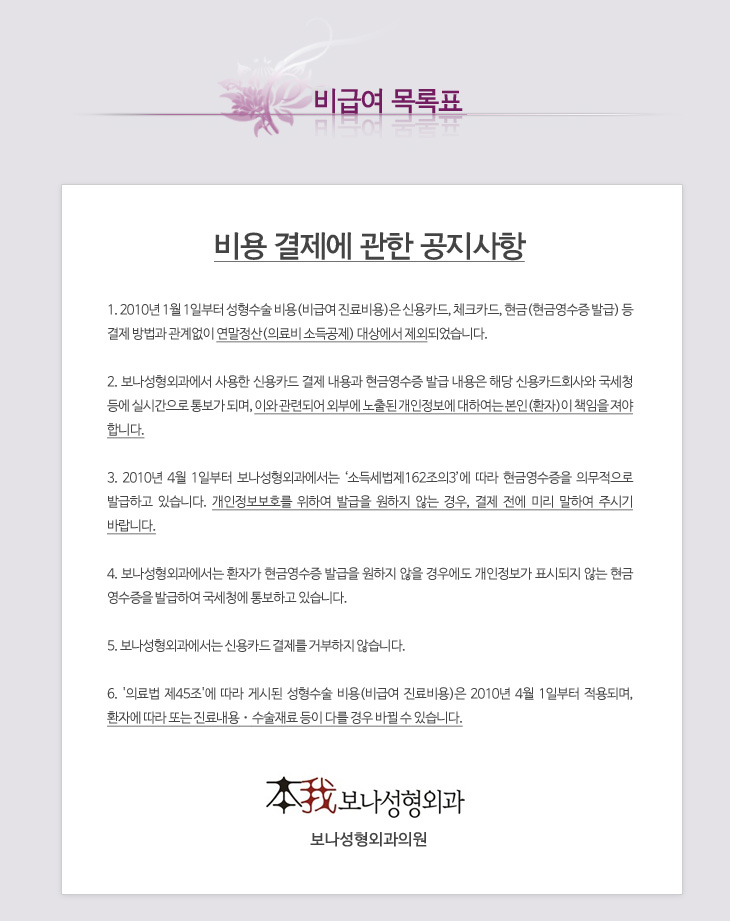 비급여 목록표
비용 결제에 관한 공지사항
1. 2010년 1월 1일부터 성형수술 비용(비급여 진료비용)은 신용카드, 체크카드, 현금(현금영수증 발급) 등
결제 방법과 관계없이 연말정산(의료비 소득공제) 대상에서 제외되었습니다.
2. 보나성형외과에서 사용한 신용카드 결제 내용과 현금영수증 발급 내용은 해당 신용카드회사와 국세청
등에 실시간으로 통보가 되며, 이와 관련되어 외부에 노출된 개인정보에 대하여는 본인(환자)이 책임을 져야
합니다.
3. 2010년 4월 1일부터 보나성형외과에서는 ‘소득세법제162조의3’에 따라 현금영수증을 의무적으로
발급하고 있습니다. 개인정보보호를 위하여 발급을 원하지 않는 경우, 결제 전에 미리 말하여 주시기
바랍니다.
4. 보나성형외과에서는 환자가 현금영수증 발급을 원하지 않을 경우에도 개인정보가 표시되지 않는 현금
영수증을 발급하여 국세청에 통보하고 있습니다.
5. 보나성형외과에서는 신용카드 결제를 거부하지 않습니다.
6. '의료법 제45조'에 따라 게시된 성형수술 비용(비급여 진료비용)은 2010년 4월 1일부터 적용되며,
환자에 따라 또는 진료내용・수술재료 등이 다를 경우 바뀔 수 있습니다.
本我 보나성형외과
보나성형외과의원